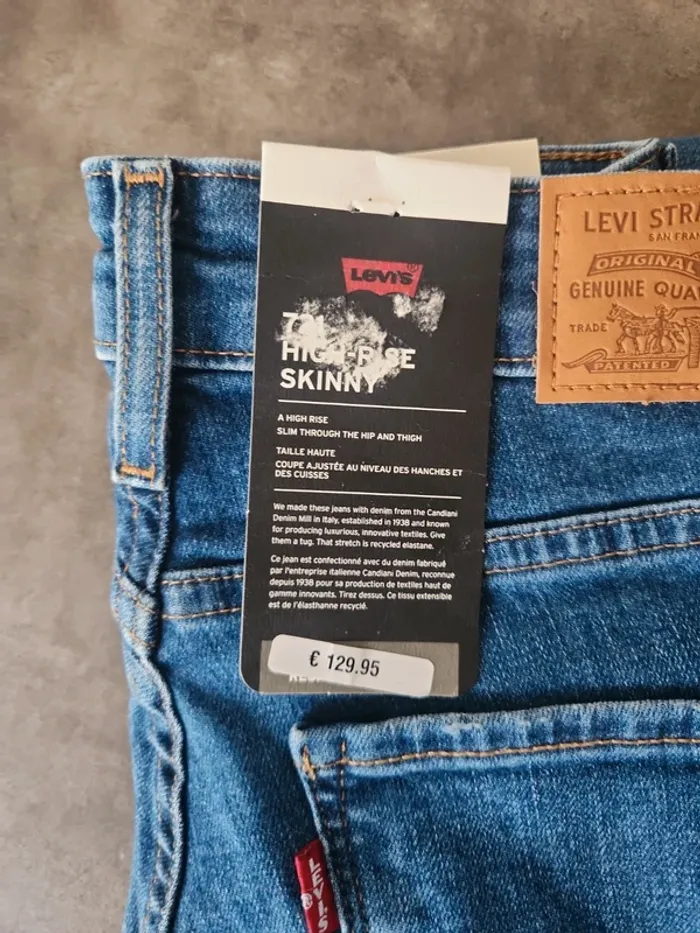 LEVI'S
HIGH-RISE
SKINNY
A HIGH RISE
SLIM THROUGH THE HIP AND THIGH
TAILLE HAUTE
COUPE AJUSTÉE AU NIVEAU DES HANCHES ET
DES CUISSES
We made these jeans with denim from the Candiani
Denim Mill in Italy, established in 1938 and known
for producing luxurious, innovative textiles. Give
them a tug. That stretch is recycled elastane.
Ce jean est confectionné avec du denim fabriqué
par l'entreprise italienne Candiani Denim, reconnue
depuis 1938 pour sa production de textiles haut de
gamme innovants. Tirez dessus. Ce tissu extensible
est de l'élasthanne recyclé.
€ 129.95
LEVI STRA
SAN FRAN
ORIGINAL
GENUINE QUA
TRADE
PATENTED
LEVI'S
®